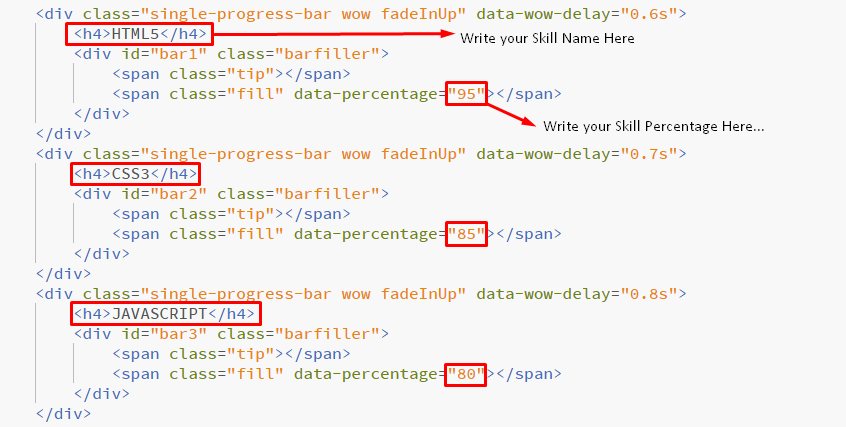 <div class="single-progress-bar wow fadeInUp" data-wow-delay="0.6s">
<h4>HTML5</h4> Write your Skill Name Here
<div id="bar1" class="barfiller">
<span class="tip"></span>
<span class="fill" data-percentage="95"></span>
</div> Write your Skill Percentage Here...
</div>
<div class="single-progress-bar wow fadeInUp" data-wow-delay="0.7s">
<h4>CSS3</h4>
<div id="bar2" class="barfiller">
<span class="tip"></span>
<span class="fill" data-percentage="85"></span>
</div>
</div>
<div class="single-progress-bar wow fadeInUp" data-wow-delay="0.8s">
<h4>JAVASCRIPT</h4>
<div id="bar3" class="barfiller">
<span class="tip"></span>
<span class="fill" data-percentage="80"></span>
</div>
</div>